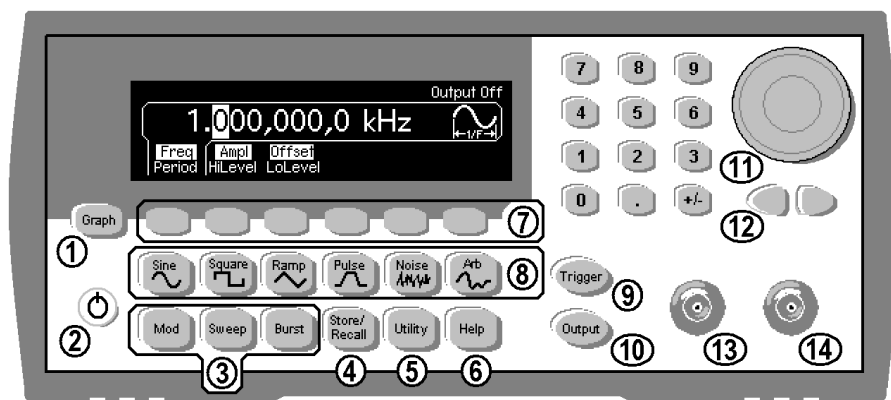 Output Off
1.000,000,0 kHz
←1/F→
Freq Ampl Offset
Period HiLevel LoLevel
7 8 9
4 5 6
1 2 3
0 . +/-
11
12
Graph
1
7
Sine Square Ramp Pulse Noise Arb
8
Trigger
9
2
Mod Sweep Burst Store/
Recall Utility Help
Output
10
3
4
5
6
13
14